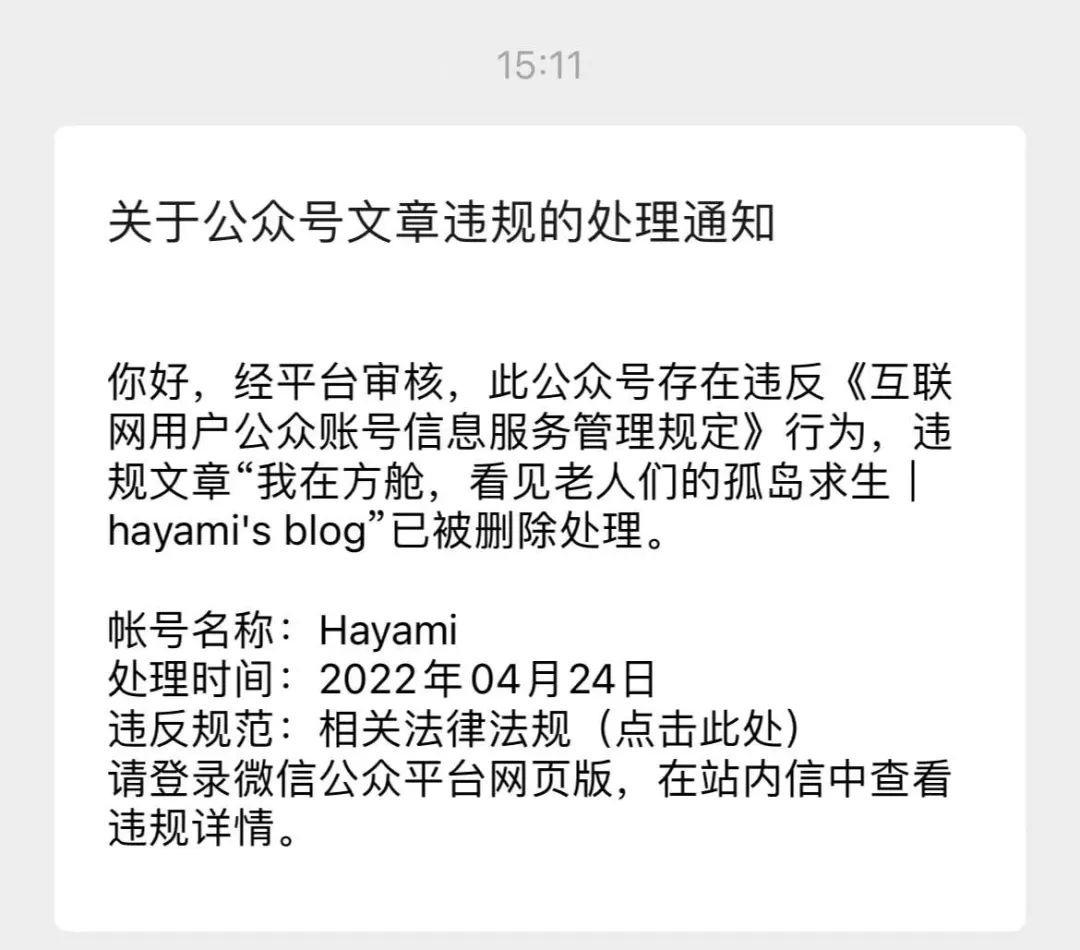 15:11
关于公众号文章违规的处理通知
你好，经平台审核，此公众号存在违反《互联
网用户公众账号信息服务管理规定》行为，违
规文章“我在方舱，看见老人们的孤岛求生｜
hayami's blog”已被删除处理。
帐号名称：Hayami
处理时间：2022年04月24日
违反规范：相关法律法规（点击此处）
请登录微信公众平台网页版，在站内信中查看
违规详情。